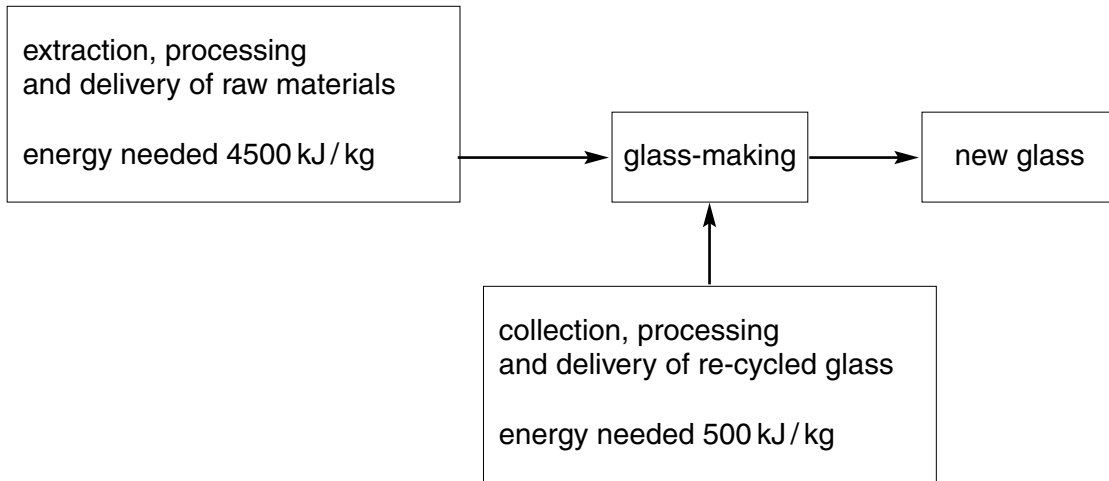 extraction, processing
and delivery of raw materials
energy needed 4500 kJ / kg
glass-making
new glass
collection, processing
and delivery of re-cycled glass
energy needed 500 kJ / kg